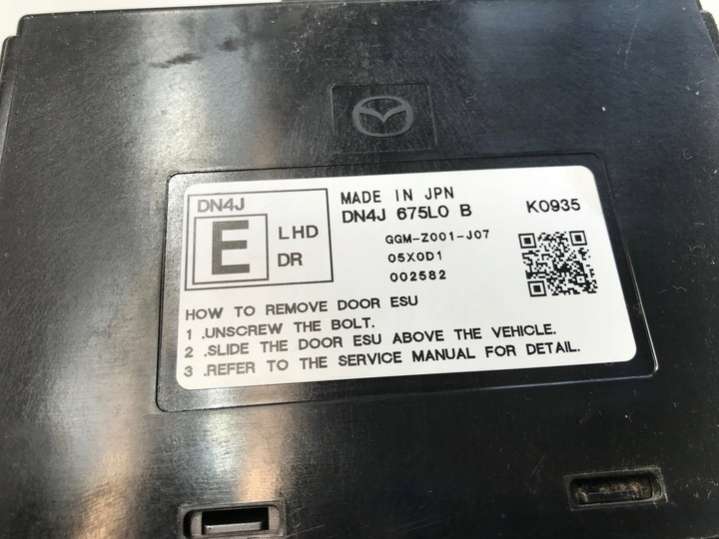 DN4J
E
LHD
DR
MADE IN JPN
DN4J 675L0 B K0935
GGM-Z001-J07
05X0D1
002582
HOW TO REMOVE DOOR ESU
1 .UNSCREW THE BOLT.
2 .SLIDE THE DOOR ESU ABOVE THE VEHICLE.
3 .REFER TO THE SERVICE MANUAL FOR DETAIL.